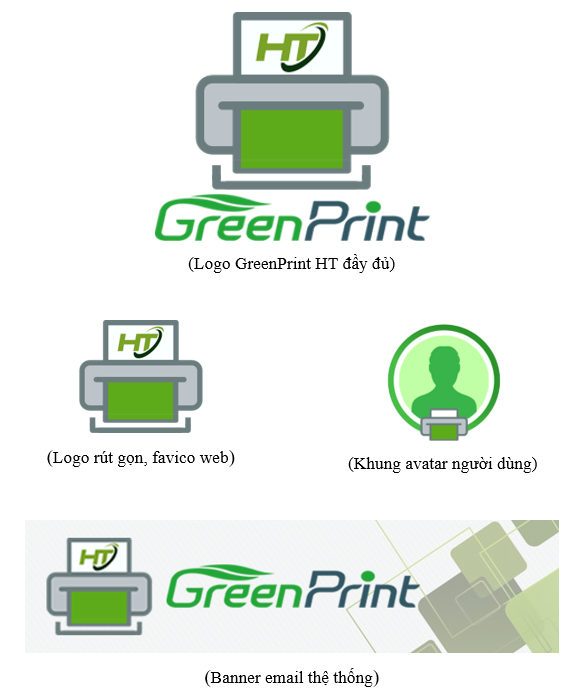 HT
GreenPrint
(Logo GreenPrint HT đầy đủ)
HT
(Logo rút gọn, favico web)
(Khung avatar người dùng)
HT
GreenPrint
(Banner email thệ thống)